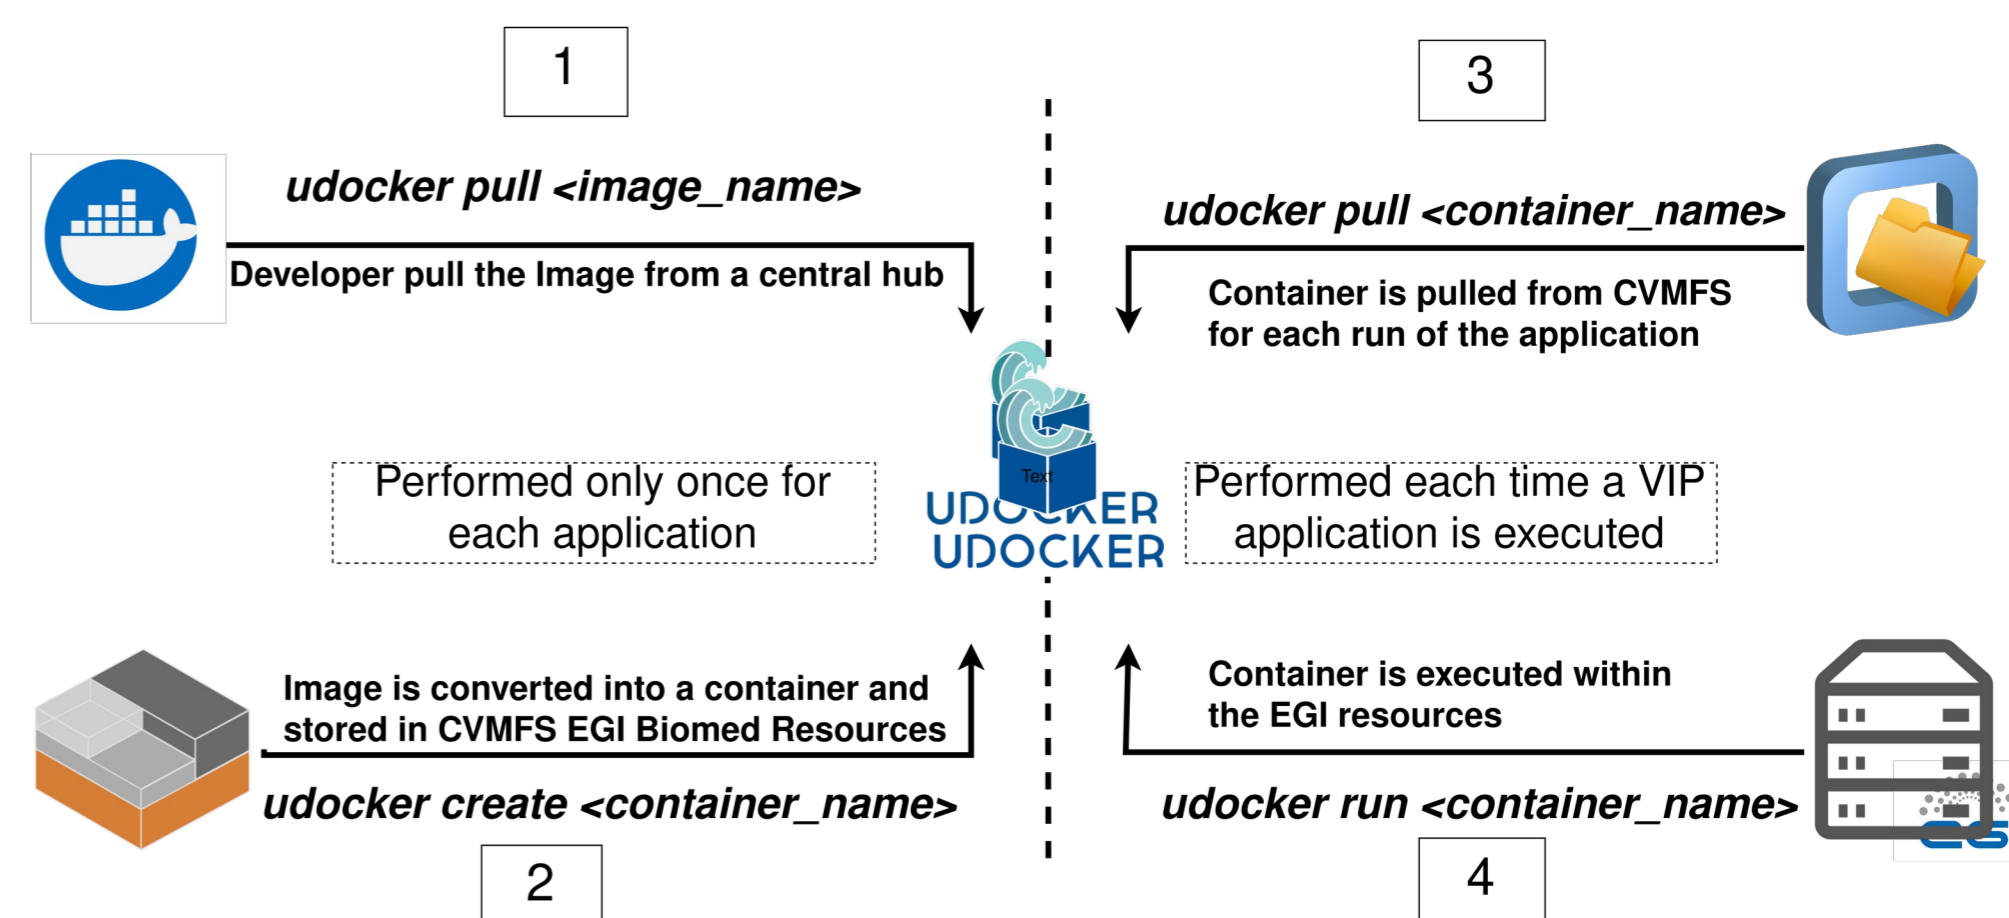 1
udocker pull <image_name>
Developer pull the Image from a central hub
3
udocker pull <container_name>
Container is pulled from CVMFS
for each run of the application
Performed only once for
each application
Text
UDOCKER
UDOCKER
Performed each time a VIP
application is executed
Image is converted into a container and
stored in CVMFS EGI Biomed Resources
udocker create <container_name>
2
Container is executed within
the EGI resources
udocker run <container_name>
4